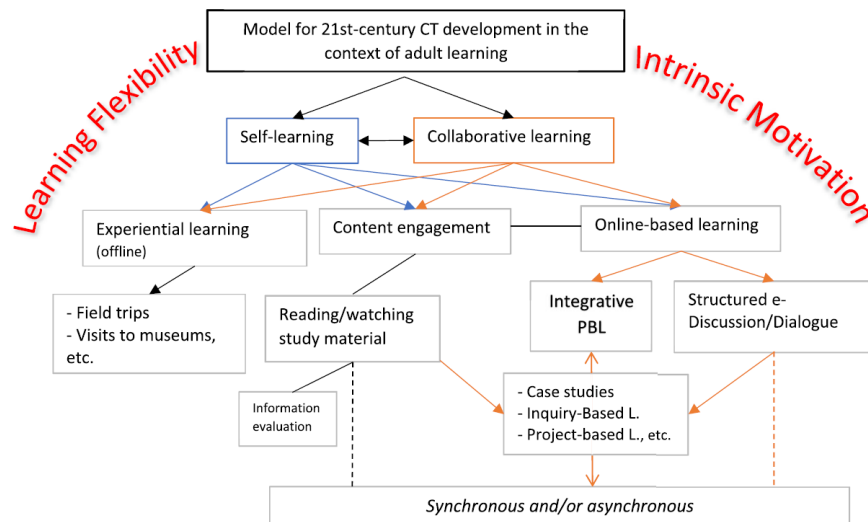 Model for 21st-century CT development in the
context of adult learning
Learning Flexibility
Intrinsic Motivation
Self-learning
Collaborative learning
Experiential learning
(offline)
Content engagement
Online-based learning
- Field trips
- Visits to museums,
etc.
Reading/watching
study material
Integrative
PBL
Structured e-
Discussion/Dialogue
Information
evaluation
- Case studies
- Inquiry-Based L.
- Project-based L., etc.
Synchronous and/or asynchronous